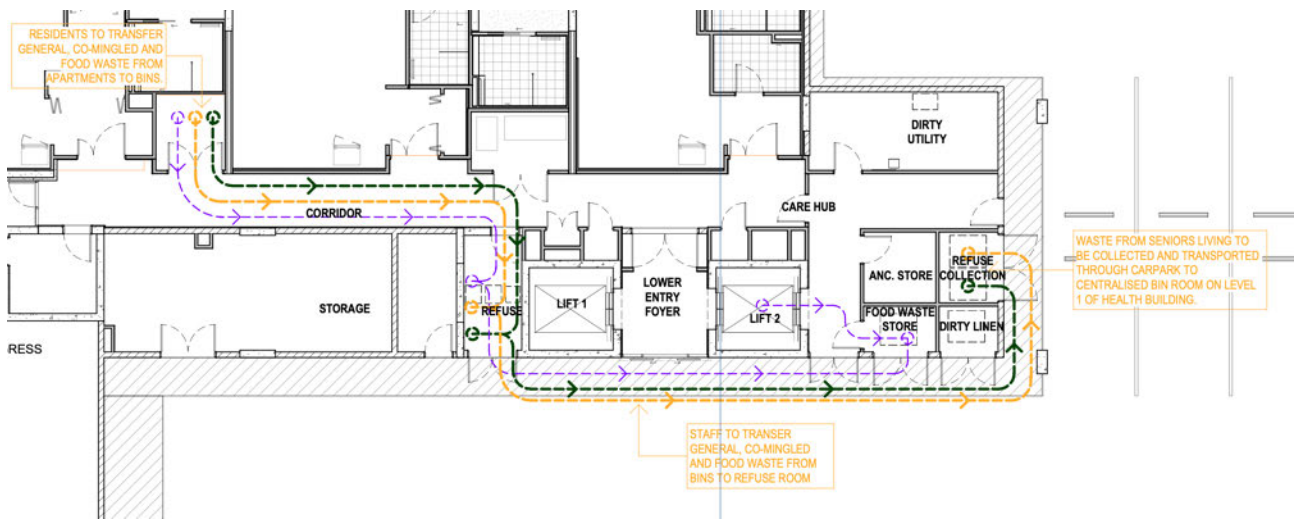 RESIDENTS TO TRANSFER
GENERAL, CO-MINGLED AND
FOOD WASTE FROM
APARTMENTS TO BINS.
DIRTY
UTILITY
CORRIDOR
CARE HUB
WASTE FROM SENIORS LIVING TO
BE COLLECTED AND TRANSPORTED
THROUGH CARPARK TO
CENTRALISED BIN ROOM ON LEVEL
1 OF HEALTH BUILDING.
ANC. STORE
REFUSE
COLLECTION
STORAGE
REFUSE
LIFT 1
LOWER
ENTRY
FOYER
LIFT 2
FOOD WASTE
STORE
DIRTY LINEN
RESS
STAFF TO TRANSER
GENERAL, CO-MINGLED
AND FOOD WASTE FROM
BINS TO REFUSE ROOM